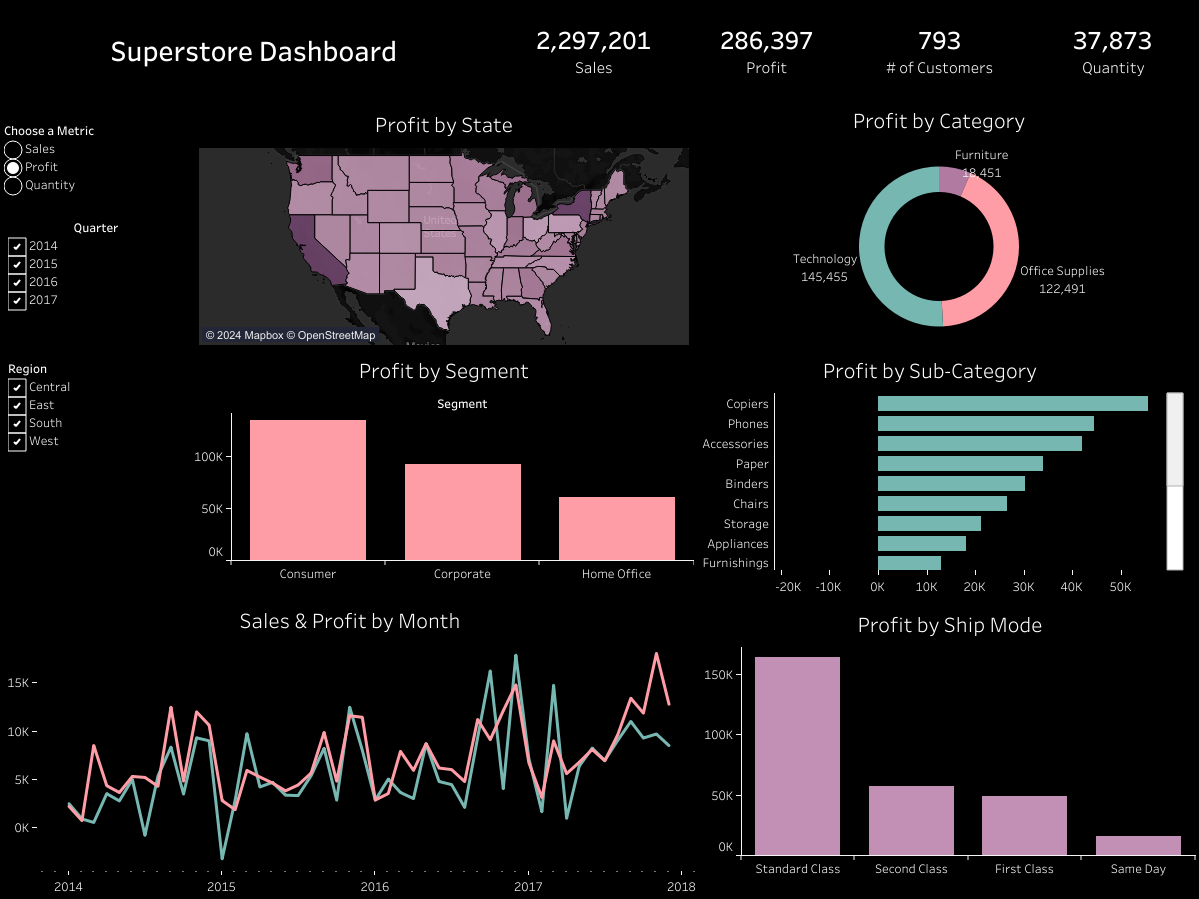 Superstore Dashboard
2,297,201
Sales
286,397
Profit
793
# of Customers
37,873
Quantity
Choose a Metric
Sales
Profit
Quantity
Quarter
2014
2015
2016
2017
Region
Central
East
South
West
Profit by State
United
States
© 2024 Mapbox © OpenStreetMap
Mexico
Profit by Category
Furniture
18,451
Technology
145,455
Office Supplies
122,491
Profit by Segment
Segment
100K
50K
0K
Consumer
Corporate
Home Office
Profit by Sub-Category
Copiers
Phones
Accessories
Paper
Binders
Chairs
Storage
Appliances
Furnishings
-20K
-10K
0K
10K
20K
30K
40K
50K
Sales & Profit by Month
15K
10K
5K
0K
2014
2015
2016
2017
2018
Profit by Ship Mode
150K
100K
50K
0K
Standard Class
Second Class
First Class
Same Day